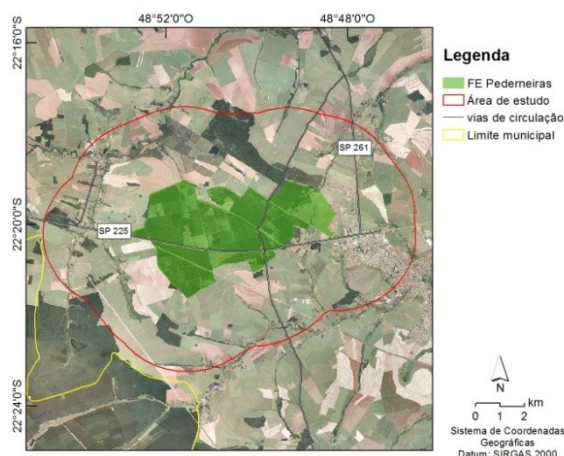 48°52'0"O
48°48'0"O
22°16'0"S
22°20'0"S
22°24'0"S
SP 261
SP 225
Legenda
FE Pederneiras
Área de estudo
vias de circulação
Limite municipal
N
0 1 2 km
Sistema de Coordenadas
Geográficas
Datum: SIRGAS 2000